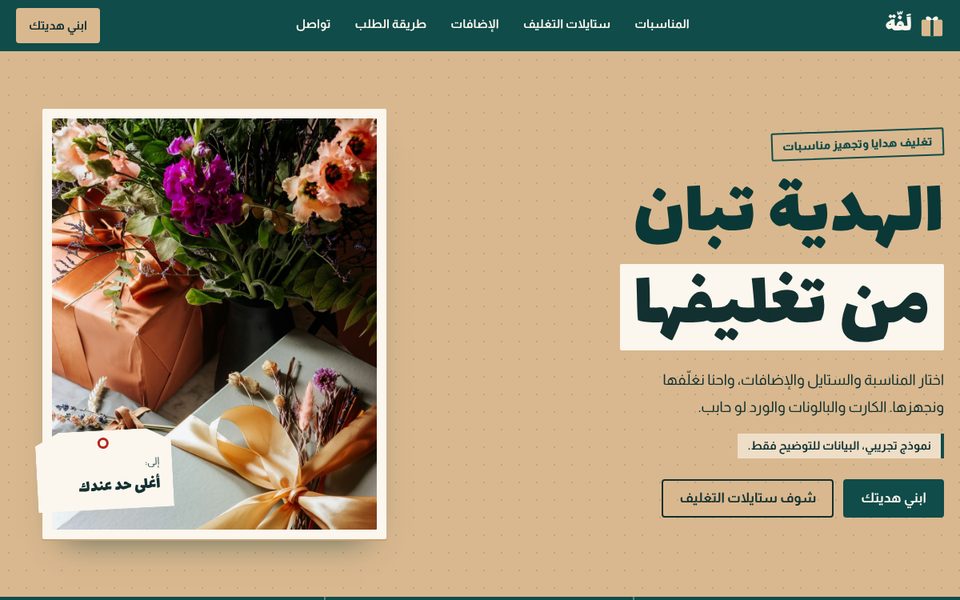 لَفّة
المناسبات
ستايلات التغليف
الإضافات
طريقة الطلب
تواصل
ابني هديتك
تغليف هدايا وتجهيز مناسبات
الهدية تبان
من تغليفها
اختار المناسبة والستايل والإضافات، واحنا نغلّفها
ونجهزها. الكارت والبالونات والورد لو حابب.
نموذج تجريبي، البيانات للتوضيح فقط.
ابني هديتك
شوف ستايلات التغليف
إلى:
أغلى حد عندك